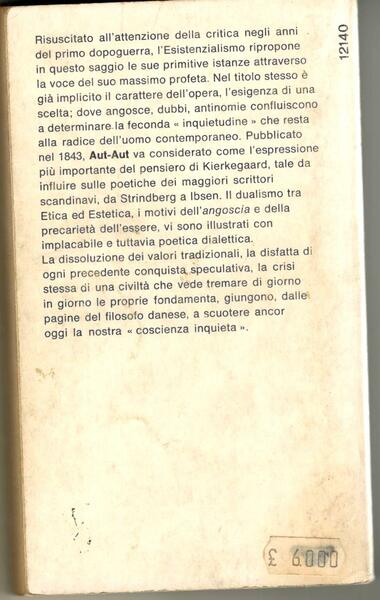 Risuscitato all'attenzione della critica negli anni
del primo dopoguerra, l'Esistenzialismo ripropone
in questo saggio le sue primitive istanze attraverso
la voce del suo massimo profeta. Nel titolo stesso è
già implicito il carattere dell'opera, l'esigenza di una
scelta; dove angosce, dubbi, antinomie confluiscono
a determinare la feconda « inquietudine » che resta
alla radice dell'uomo contemporaneo. Pubblicato
nel 1843, Aut-Aut va considerato come l'espressione
più importante del pensiero di Kierkegaard, tale da
influire sulle poetiche dei maggiori scrittori
scandinavi, da Strindberg a Ibsen. Il dualismo tra
Etica ed Estetica, i motivi dell'angoscia e della
precarietà dell'essere, vi sono illustrati con
implacabile e tuttavia poetica dialettica.
La dissoluzione dei valori tradizionali, la disfatta di
ogni precedente conquista speculativa, la crisi
stessa di una civiltà che vede tremare di giorno
in giorno le proprie fondamenta, giungono, dalle
pagine del filosofo danese, a scuotere ancor
oggi la nostra « coscienza inquieta ».
12140
£ 6000